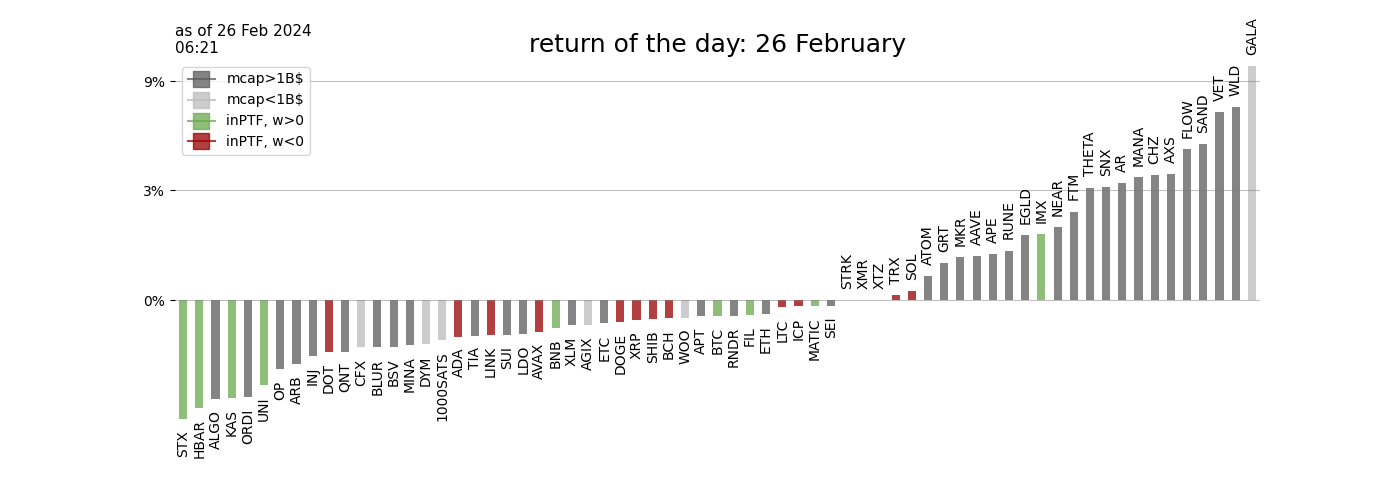 as of 26 Feb 2024
06:21
return of the day: 26 February
mcap>1B$
mcap<1B$
inPTF, w>0
inPTF, w<0
9%
3%
0%
STX
HBAR
ALGO
KAS
ORDI
UNI
OP
ARB
INJ
DOT
QNT
CFX
BLUR
BSV
MINA
DYM
1000SATS
ADA
TIA
LINK
SUI
LDO
AVAX
BNB
XLM
AGIX
ETC
DOGE
XRP
SHIB
BCH
WOO
APT
BTC
RNDR
FIL
ETH
LTC
ICP
MATIC
SEI
STRK
XMR
XTZ
TRX
SOL
ATOM
GRT
MKR
AAVE
APE
RUNE
EGLD
IMX
NEAR
FTM
THETA
SNX
AR
MANA
CHZ
AXS
FLOW
SAND
VET
WLD
GALA